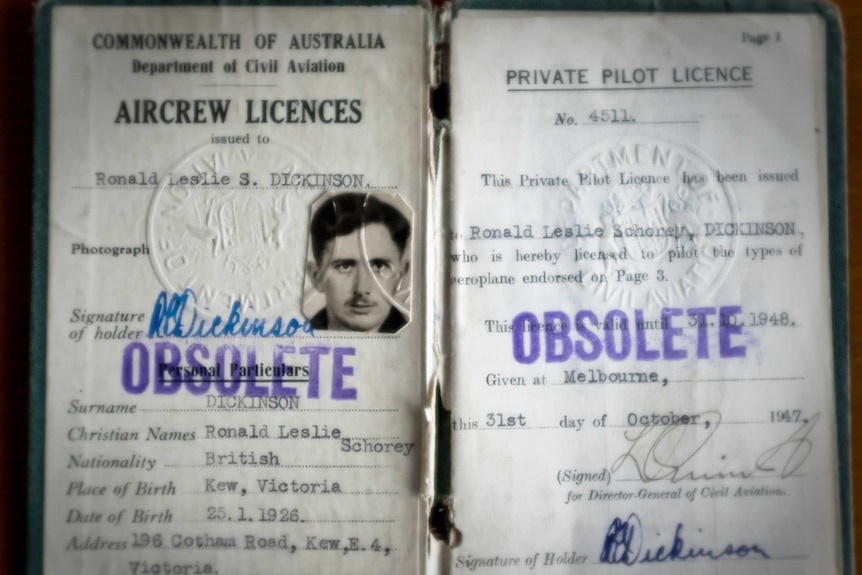 COMMONWEALTH OF AUSTRALIA
Department of Civil Aviation
AIRCREW LICENCES
issued to
Ronald Leslie S. DICKINSON.
Photograph
Signature
of holder
Dickinson
OBSOLETE
Personal Particulars
Surname DICKINSON
Christian Names Ronald Leslie Schorey
Nationality British
Place of Birth Kew, Victoria
Date of Birth 25.1.1926.
Address 196 Cotham Road, Kew, E.4,
Victoria.
Page 1
PRIVATE PILOT LICENCE
No. 4511.
This Private Pilot Licence has been issued
to Ronald Leslie Schorey, DICKINSON,
who is hereby licensed to pilot the types of
aeroplane endorsed on Page 3.
This licence is valid until 31.10.1948.
OBSOLETE
Given at Melbourne,
this 31st day of October, 1947.
(Signed)
for Director-General of Civil Aviation.
Signature of Holder Dickinson